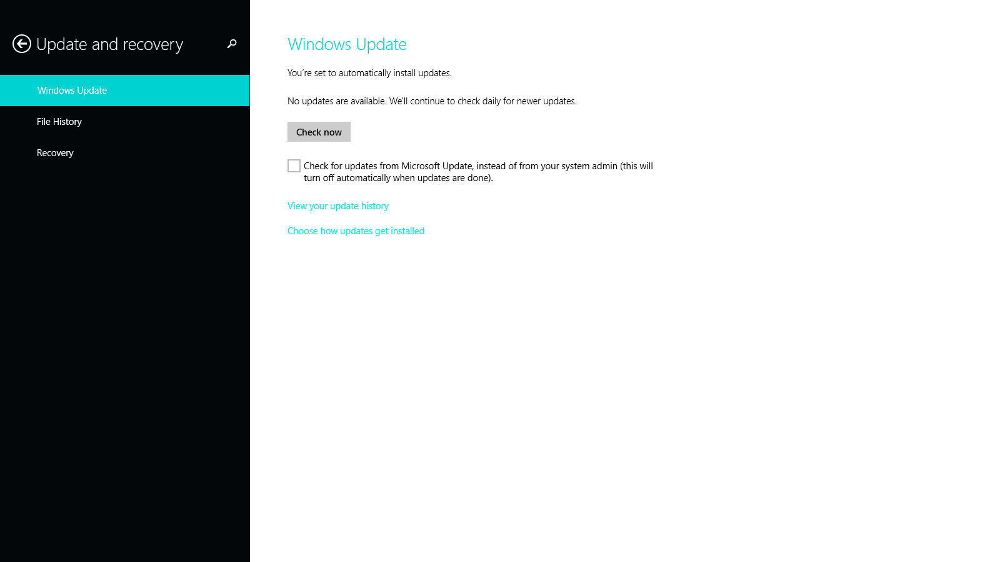 Update and recovery
Windows Update
File History
Recovery
Windows Update
You’re set to automatically install updates.
No updates are available. We'll continue to check daily for newer updates.
Check now
Check for updates from Microsoft Update, instead of from your system admin (this will
turn off automatically when updates are done).
View your update history
Choose how updates get installed